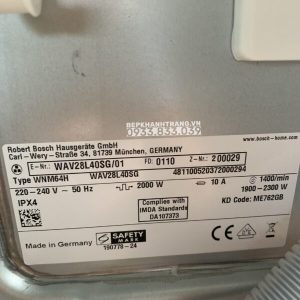 BEPKHANHTRANG.VN
0933.833.039
Robert Bosch Hausgeräte GmbH
Carl-Wery-Straße 34, 81739 München, GERMANY
www.bosch-home.
E-Nr.: WAV28L40SG/01 FD: 0110 Z-Nr: 200029
Type WNM64H WAV28L40SG 481100520372000294
220-240 V~ 50 Hz 2000 W 10 A 1400/min
1900-2300 W
IPX4
Complies with
IMDA Standards
DA107373
KD Code: ME762GB
Made in Germany
SAFETY
MARK
190778-24
CE